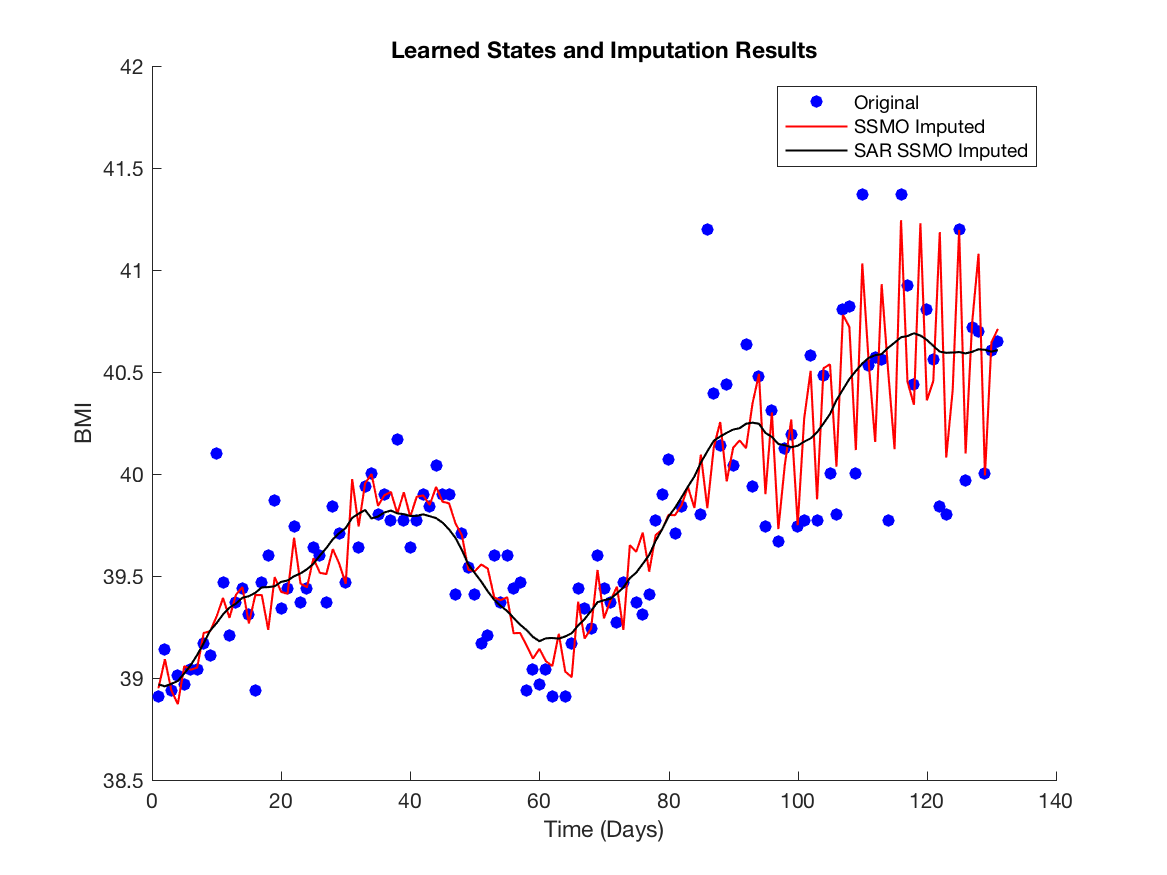 Learned States and Imputation Results
42
41.5
41
40.5
40
39.5
39
38.5
BMI
Original
SSMO Imputed
SAR SSMO Imputed
0 20 40 60 80 100 120 140
Time (Days)